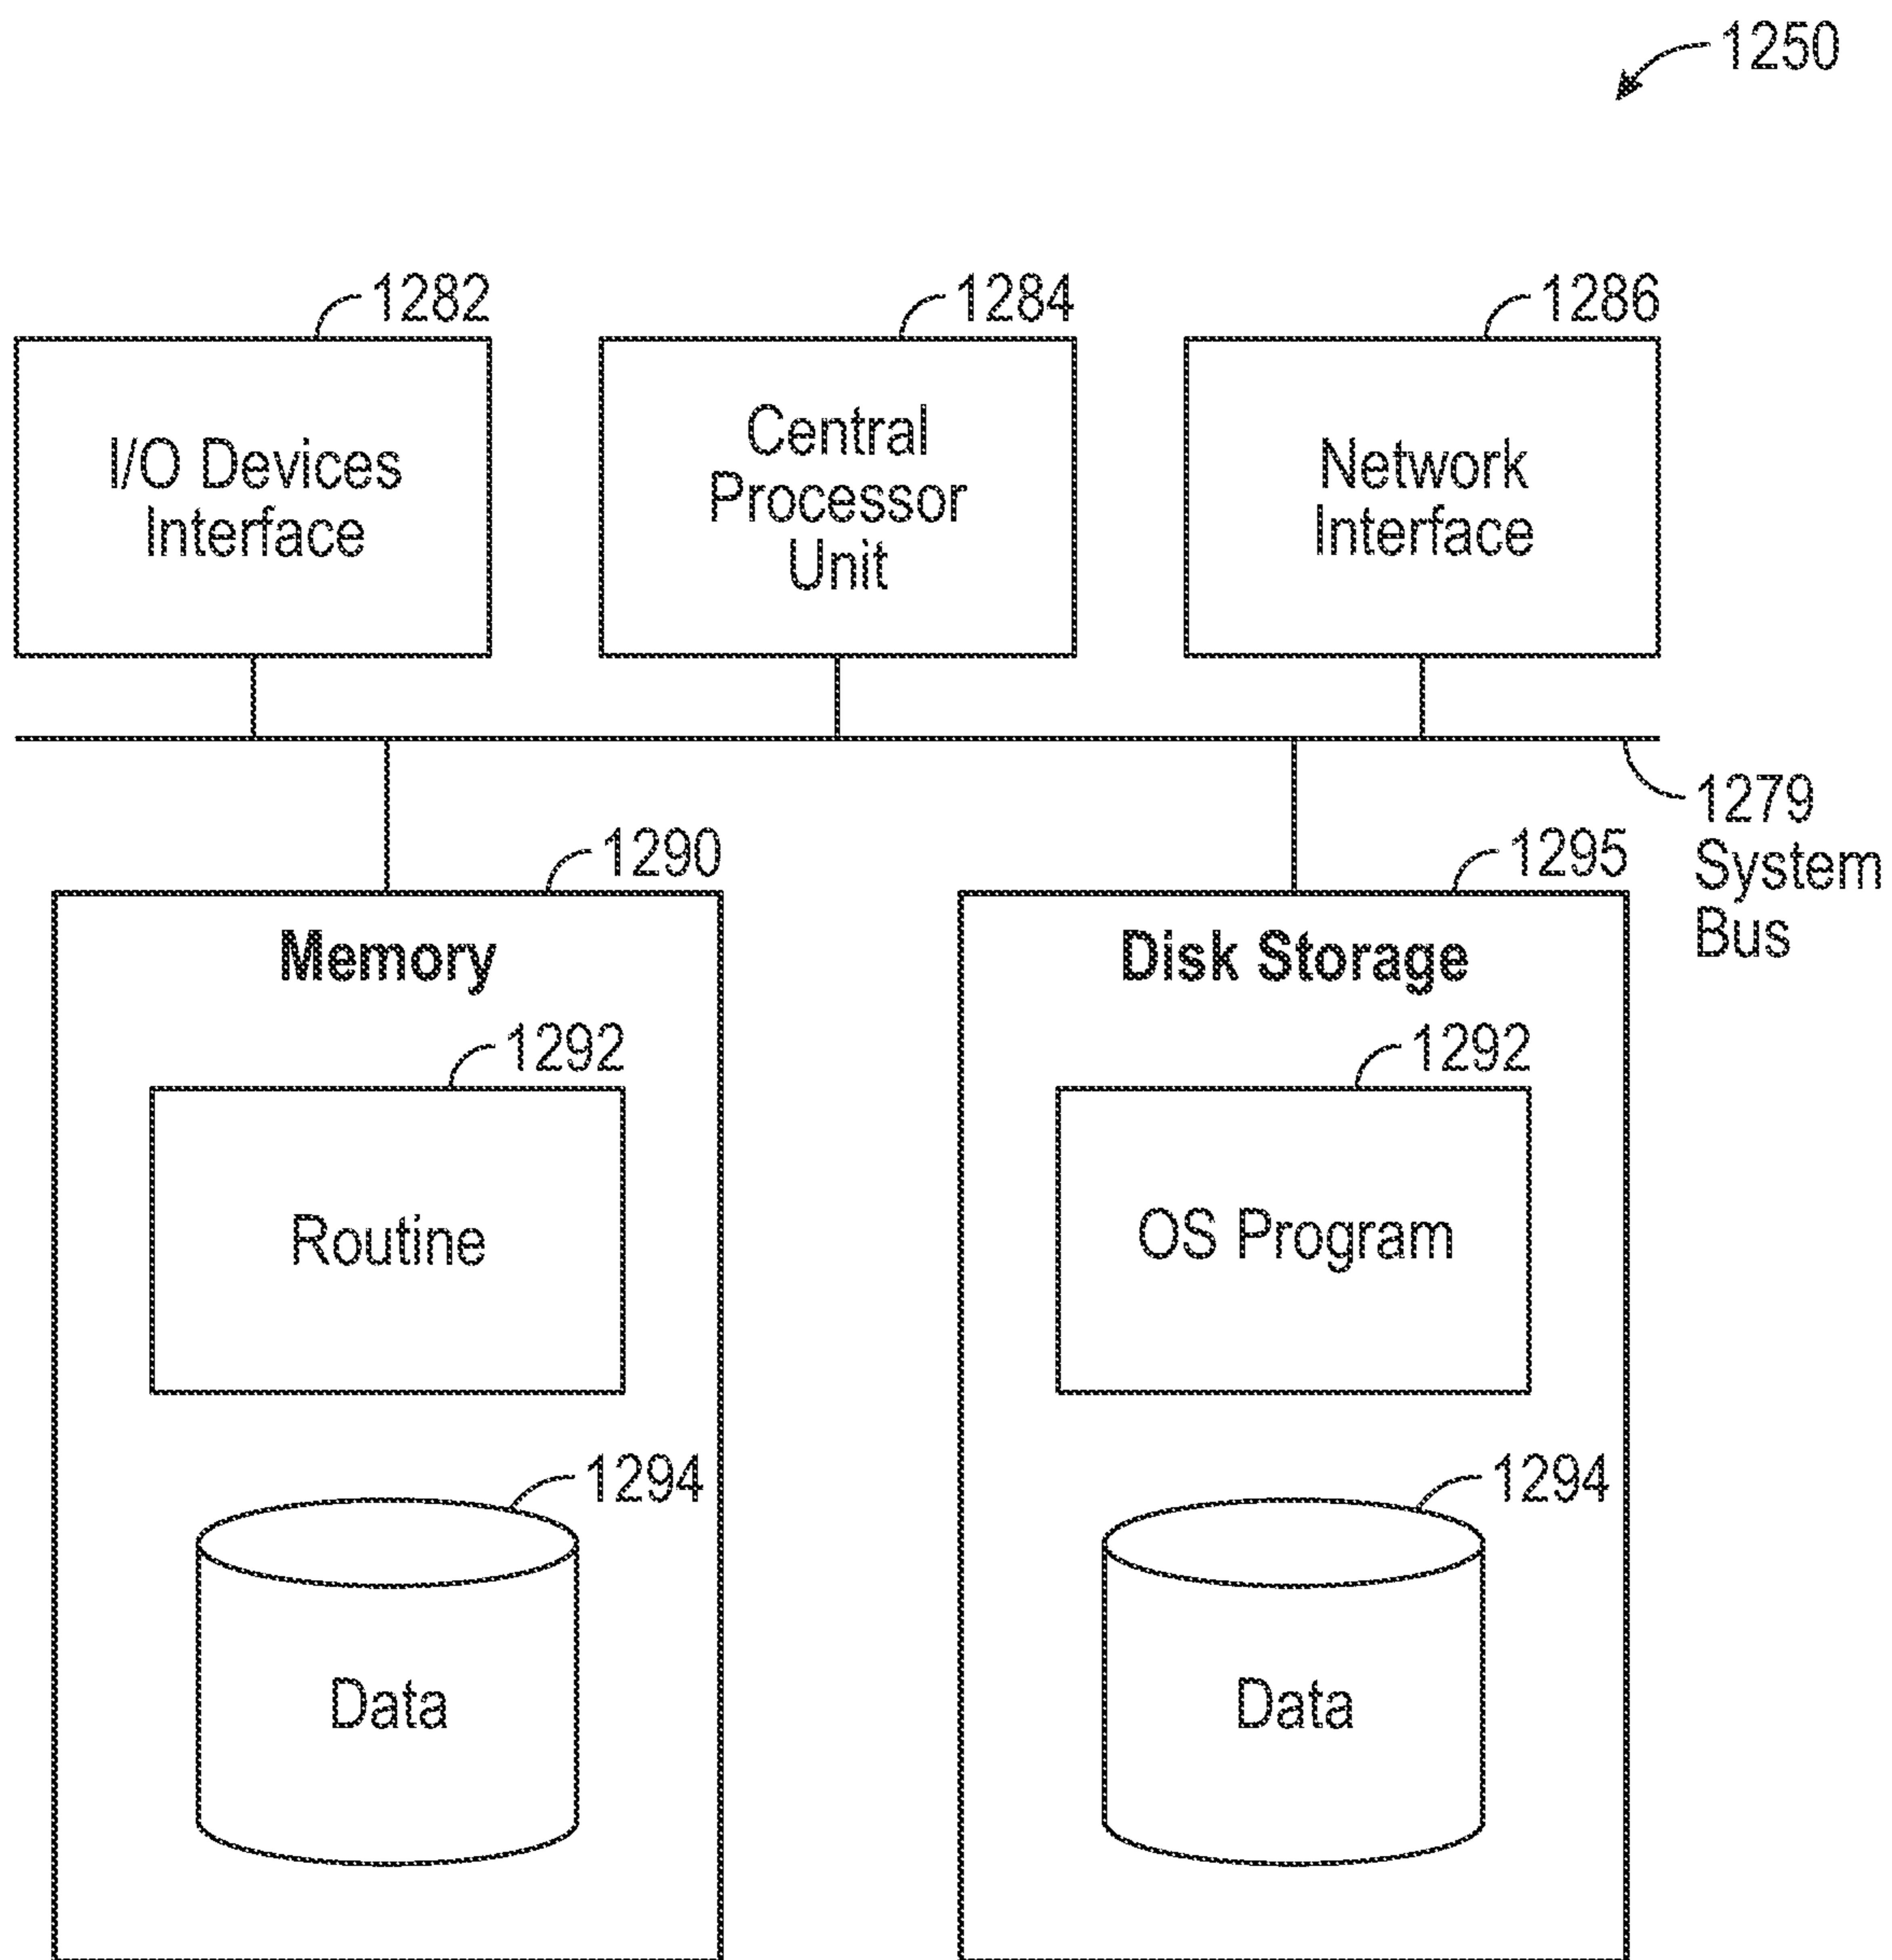 1250
1282
1284
1286
I/O Devices
Interface
Central
Processor
Unit
Network
Interface
1279
System
Bus
1290
Memory
1292
Routine
1294
Data
1295
Disk Storage
1292
OS Program
1294
Data